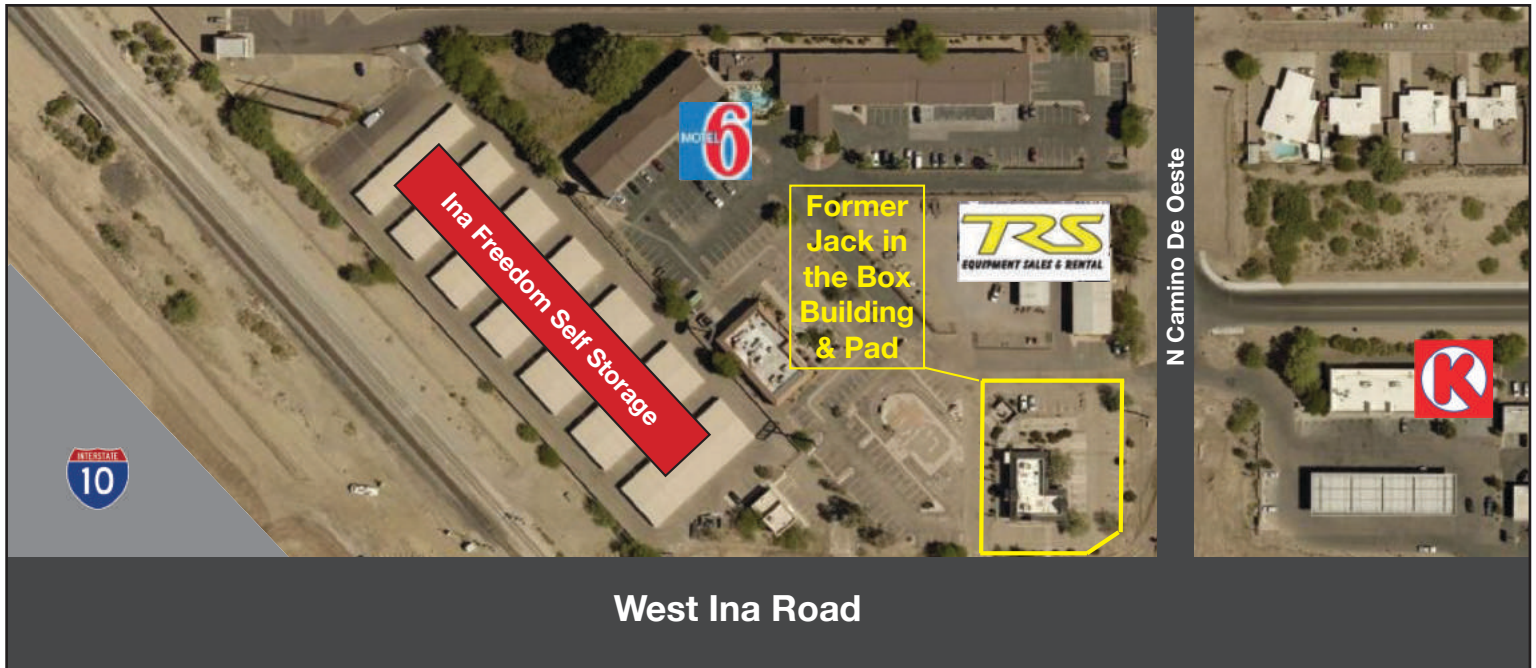 MOTEL
6
Former
Jack in
the Box
Building
& Pad
TRS
EQUIPMENT SALES & RENTAL
N Camino De Oeste
Ina Freedom Self Storage
K
INTERSTATE
10
West Ina Road